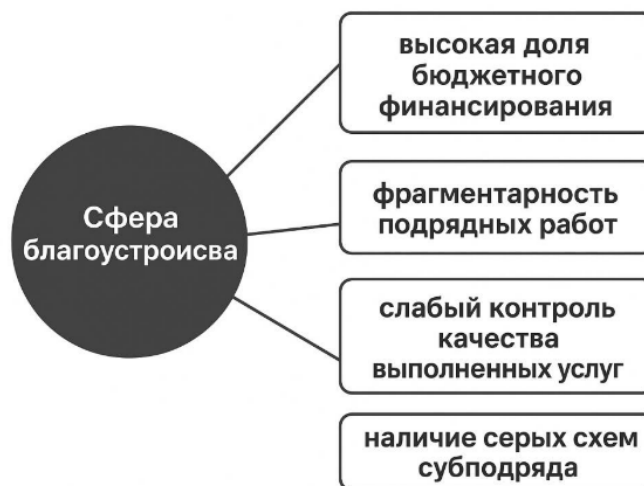 Сфера
благоустроисва
высокая доля
бюджетного
финансирования
фрагментарность
подрядных работ
слабый контроль
качества
выполненных услуг
наличие серых схем
субподряда